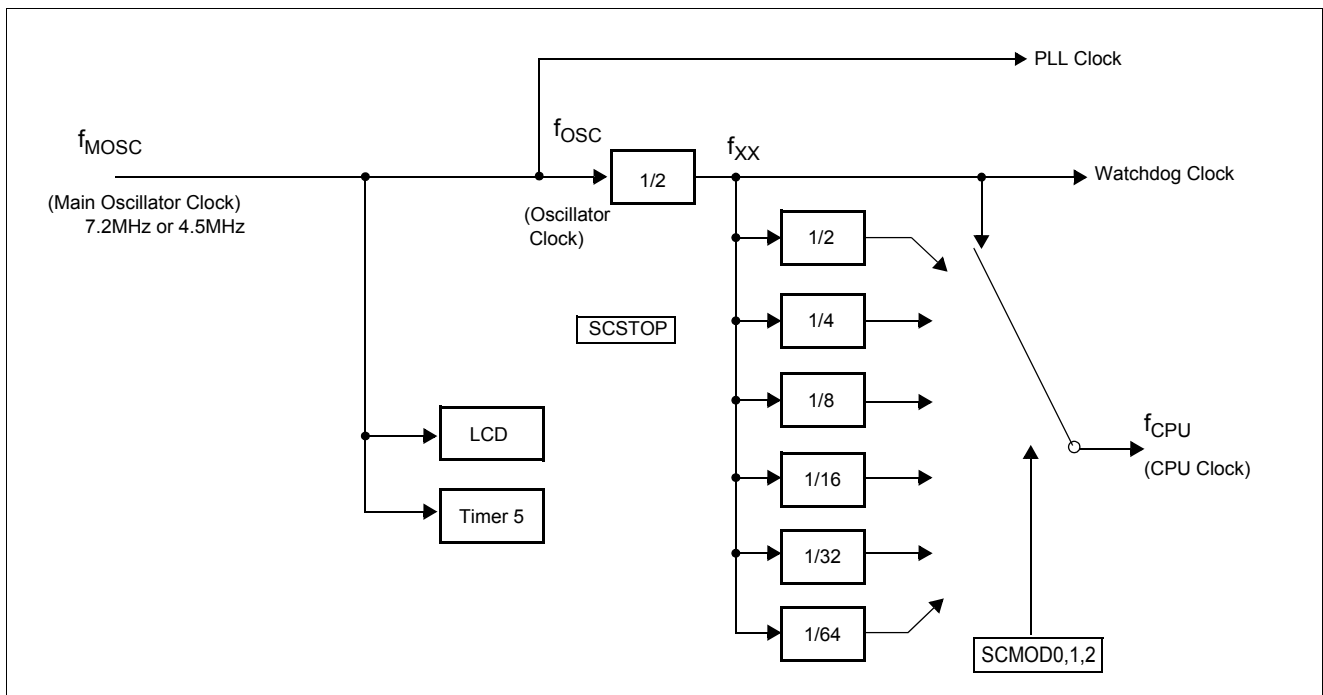 PLL Clock
fMOSC
fOSC
fXX
1/2
Watchdog Clock
(Main Oscillator Clock)
7.2MHz or 4.5MHz
(Oscillator
Clock)
1/2
SCSTOP
1/4
1/8
LCD
fCPU
(CPU Clock)
1/16
Timer 5
1/32
1/64
SCMOD0,1,2